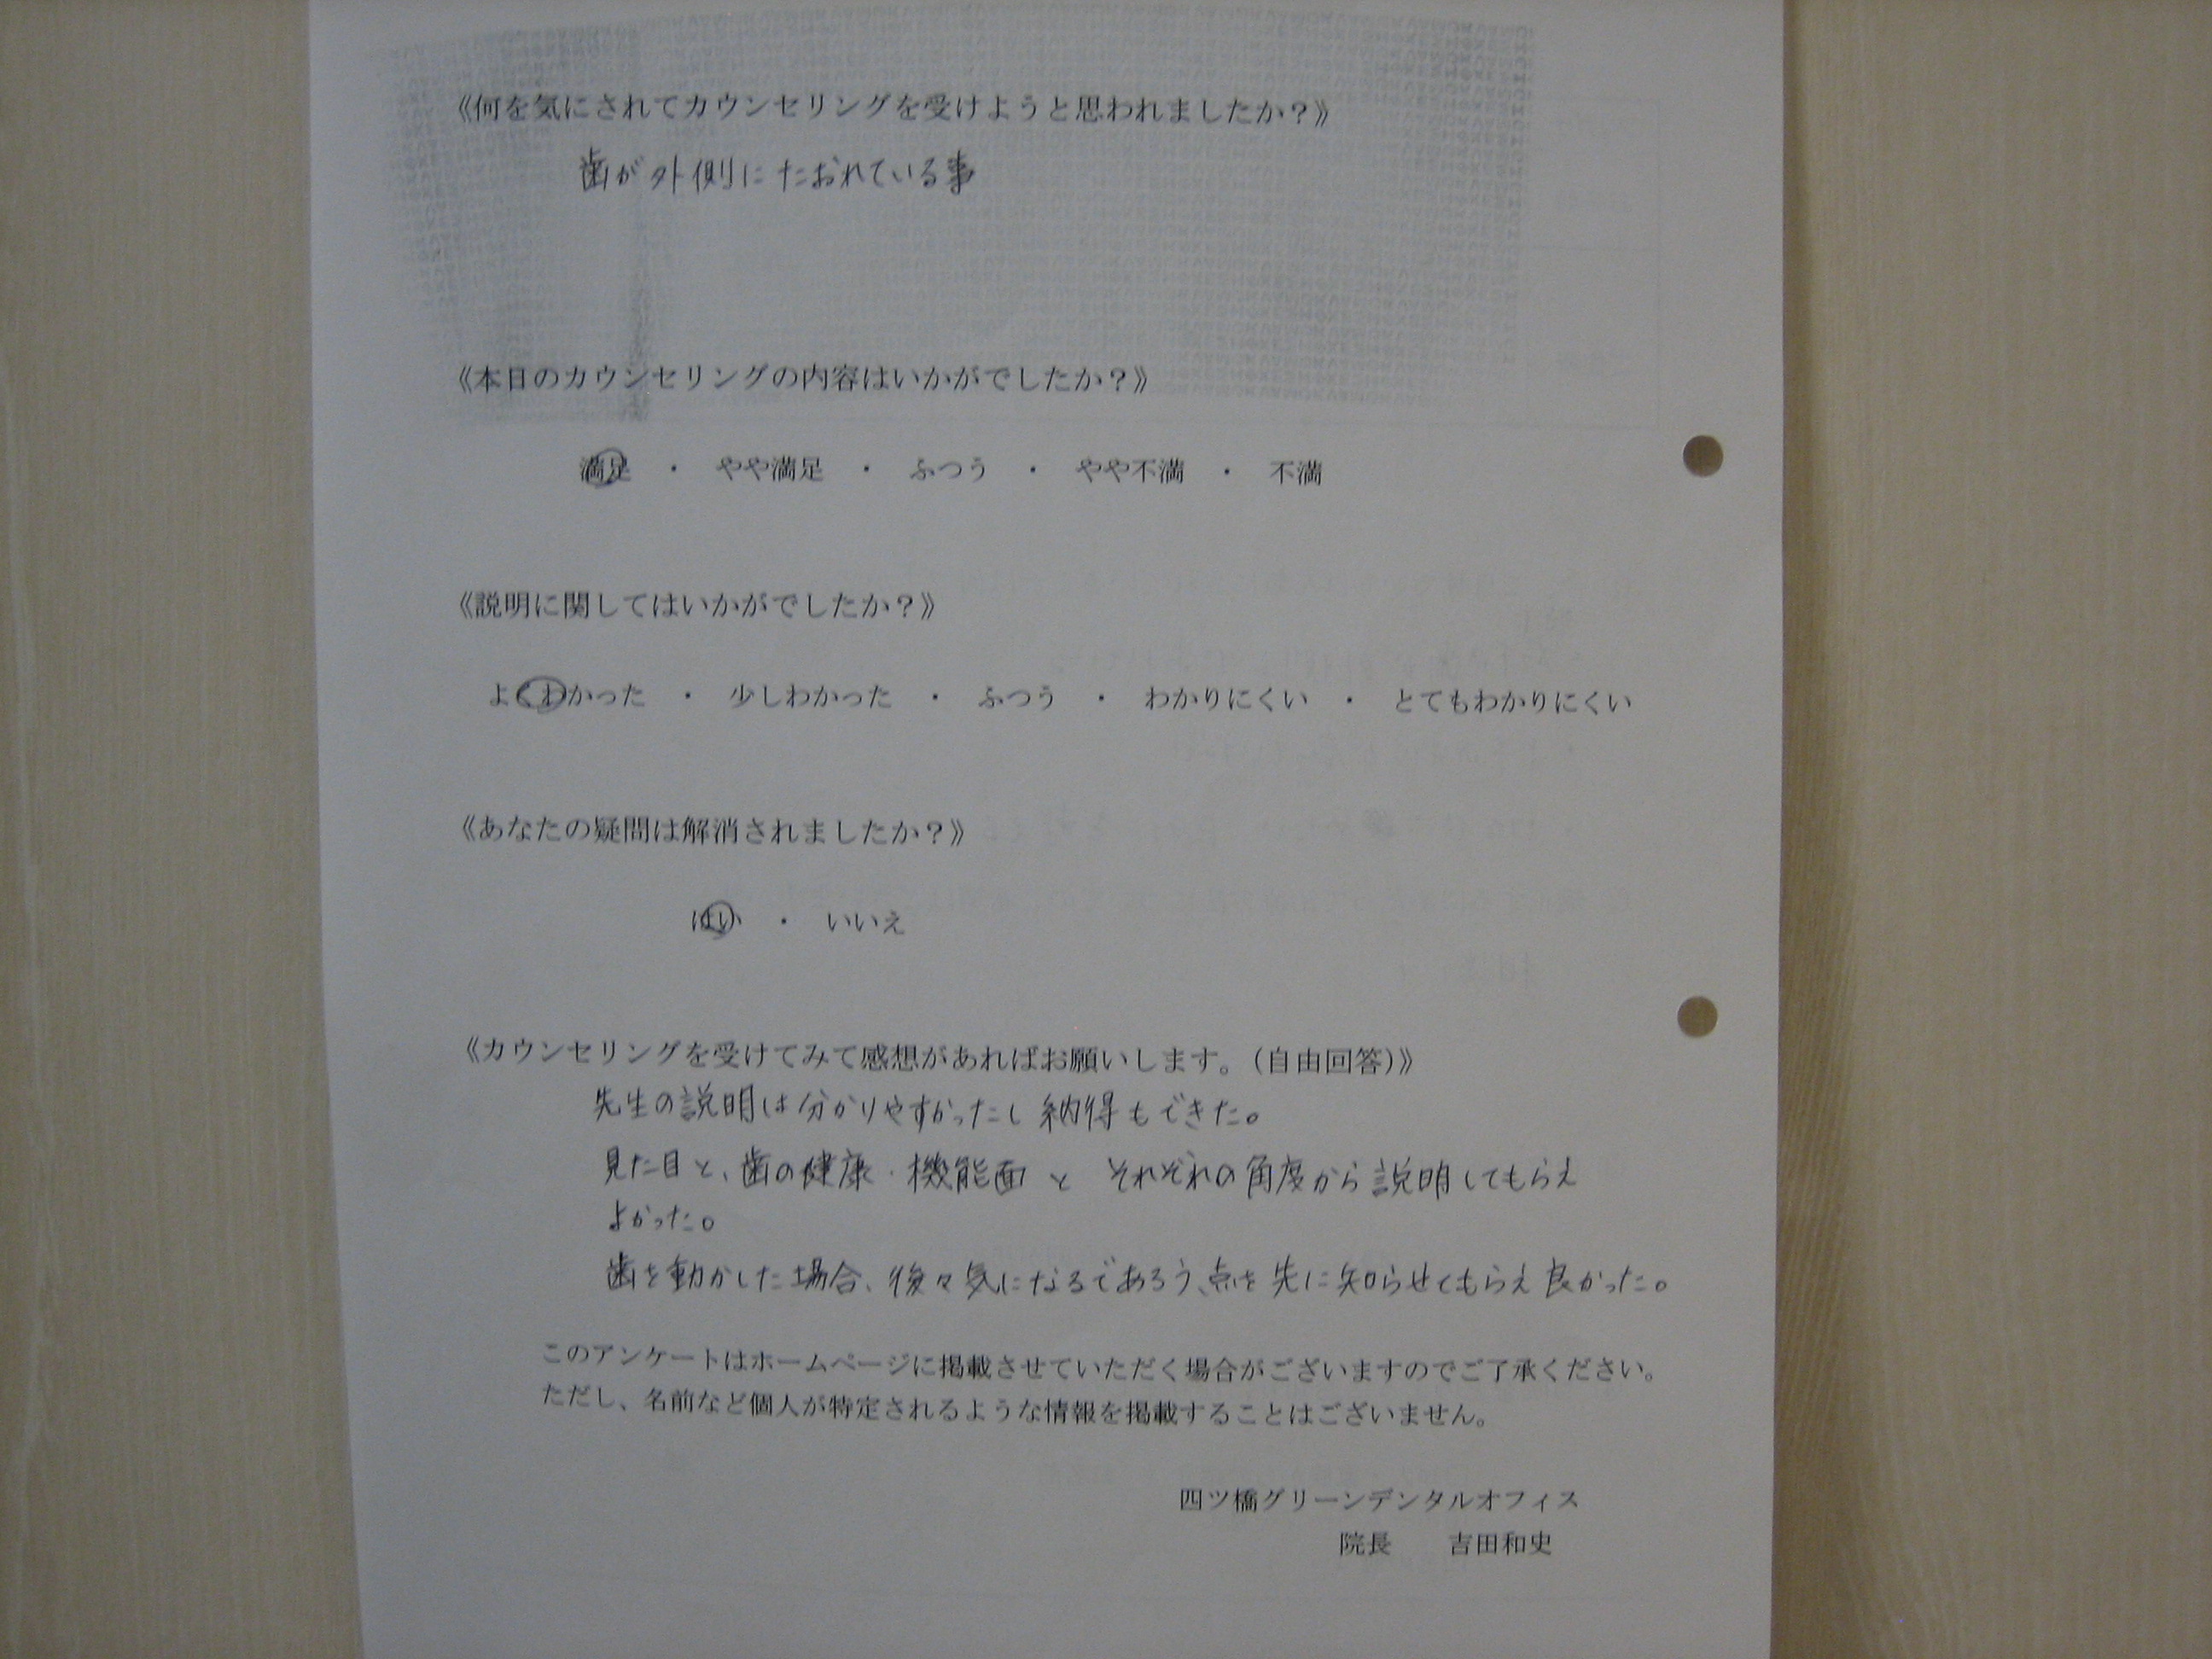 《何を気にされてカウンセリングを受けようと思われましたか？》
歯が外側にたおれている事
《本日のカウンセリングの内容はいかがでしたか？》
満足 ・ やや満足 ・ ふつう ・ やや不満 ・ 不満
《説明に関してはいかがでしたか？》
よくわかった ・ 少しわかった ・ ふつう ・ わかりにくい ・ とてもわかりにくい
《あなたの疑問は解消されましたか？》
はい ・ いいえ
《カウンセリングを受けてみて感想があればお願いします。（自由回答）》
先生の説明は分かりやすかったし納得もできた。
見た目と、歯の健康・機能面と それぞれの角度から説明してもらえ
よかった。
歯を動かした場合、後々気になるであろう、点を先に知らせてもらえ良かった。
このアンケートはホームページに掲載させていただく場合がございますのでご了承ください。
ただし、名前など個人が特定されるような情報を掲載することはございません。
四ツ橋グリーンデンタルオフィス
院長 吉田和史